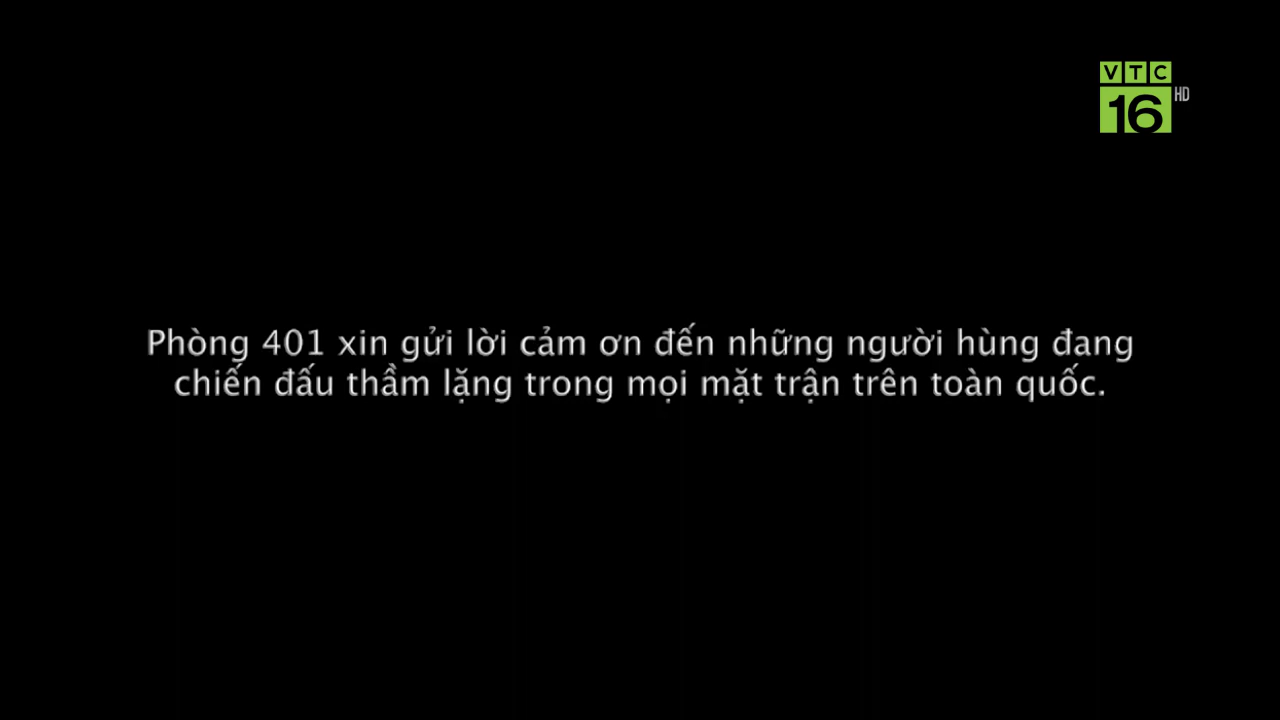 VTC
16 HD
Phòng 401 xin gửi lời cảm ơn đến những người hùng đang
chiến đấu thầm lặng trong mọi mặt trận trên toàn quốc.